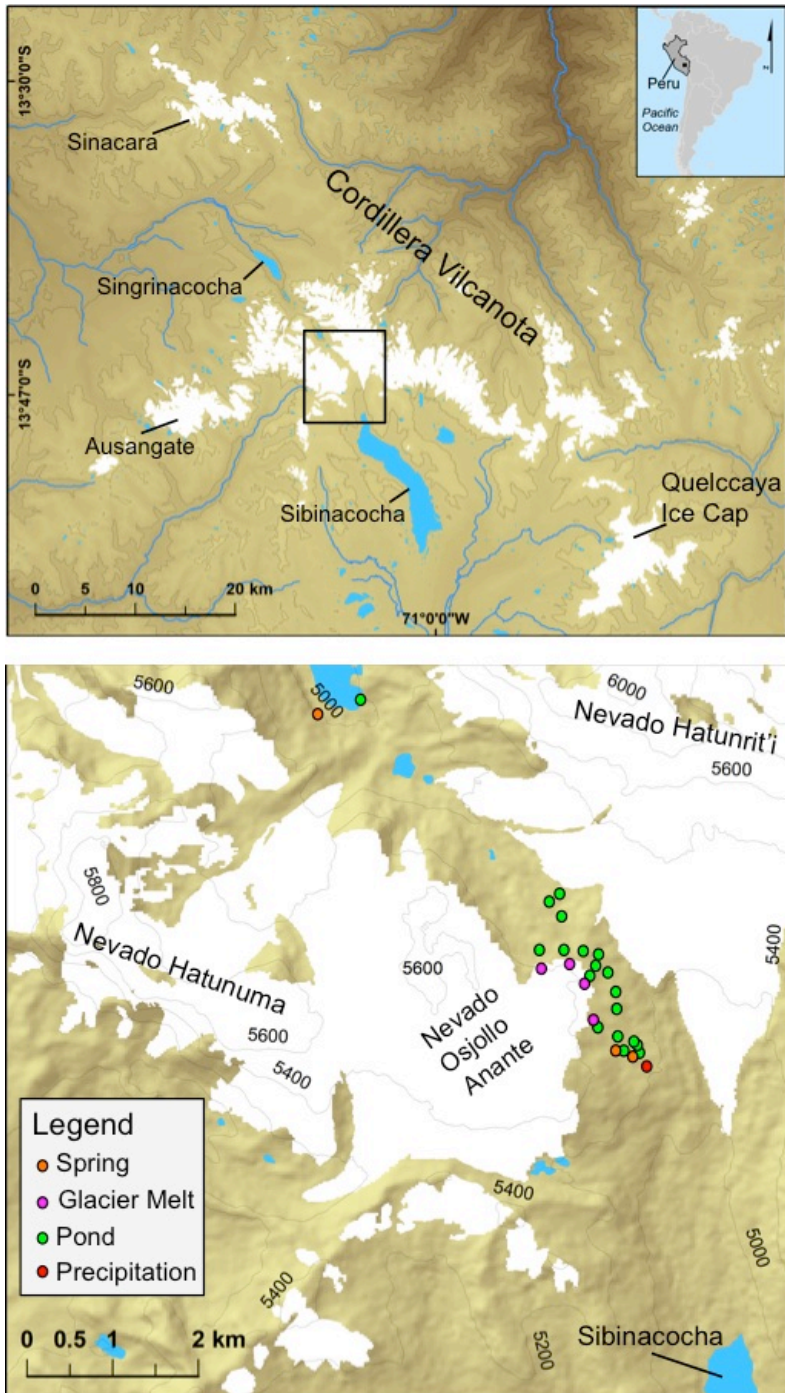 13°30'0"S
Sinacara
Peru
Pacific
Ocean
z
Cordillera Vilcanota
Singrinacocha
13°47'0"S
Ausangate
Sibinacocha
Quelccaya
Ice Cap
0 5 10 20 km
71°0'0"W
5600
5000
6000
Nevado Hatunrit'i
5600
5800
5400
Nevado Hatunuma
5600
Nevado
Osjollo
Anante
5600
5400
Legend
Spring
Glacier Melt
Pond
Precipitation
5400
5000
5400
5200
0 0.5 1 2 km
Sibinacocha